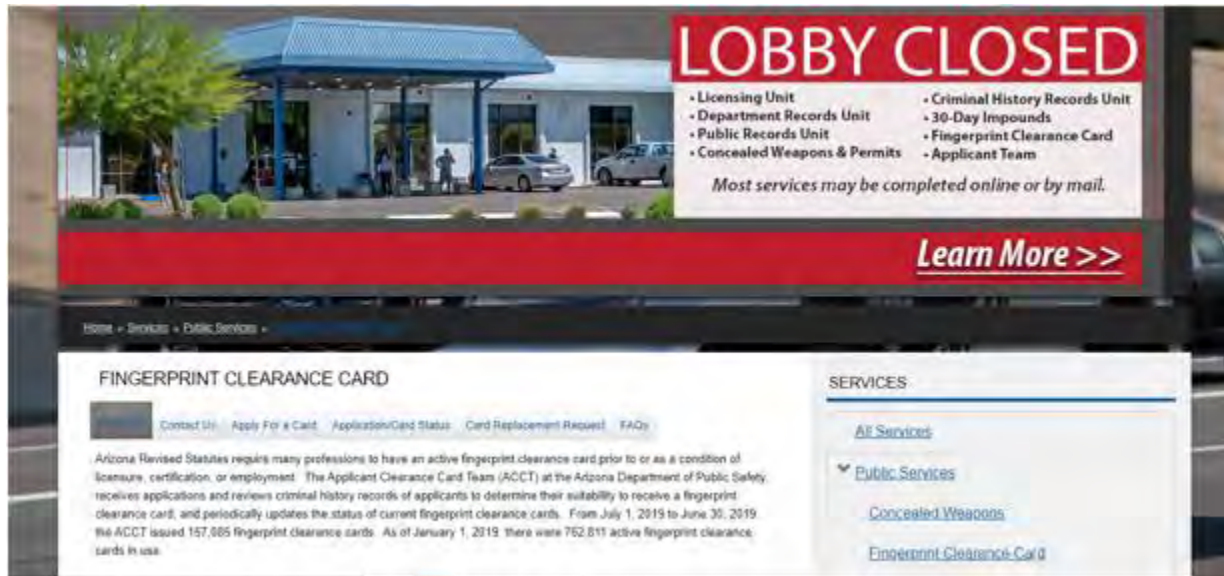 LOBBY CLOSED
• Licensing Unit
• Department Records Unit
• Public Records Unit
• Concealed Weapons & Permits
• Criminal History Records Unit
• 30-Day Impounds
• Fingerprint Clearance Card
• Applicant Team
Most services may be completed online or by mail.
Learn More >>
Home » Services » Public Services »
FINGERPRINT CLEARANCE CARD
Contact Us Apply For a Card Application/Card Status Card Replacement Request FAQs
Arizona Revised Statutes require many professions to have an active fingerprint clearance card prior to or as a condition of
licensure, certification, or employment. The Applicant Clearance Card Team (ACCT) at the Arizona Department of Public Safety,
receives applications and reviews criminal history records of applicants to determine their suitability to receive a fingerprint
clearance card, and periodically updates the status of current fingerprint clearance cards. From July 1, 2019 to June 30, 2019,
the ACCT issued 157,085 fingerprint clearance cards. As of January 1, 2019, there were 762,811 active fingerprint clearance
cards in use.
SERVICES
All Services
Public Services
Concealed Weapons
Fingerprint Clearance Card